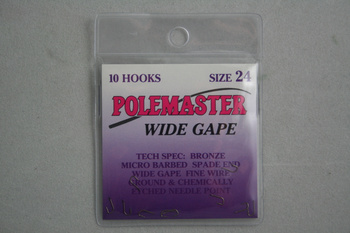 10 HOOKS SIZE 24
POLEMASTER
WIDE GAPE
TECH SPEC: BRONZE
MICRO BARBED SPADE END
WIDE GAPE FINE WIRE
GROUND & CHEMICALLY
ETCHED NEEDLE POINT